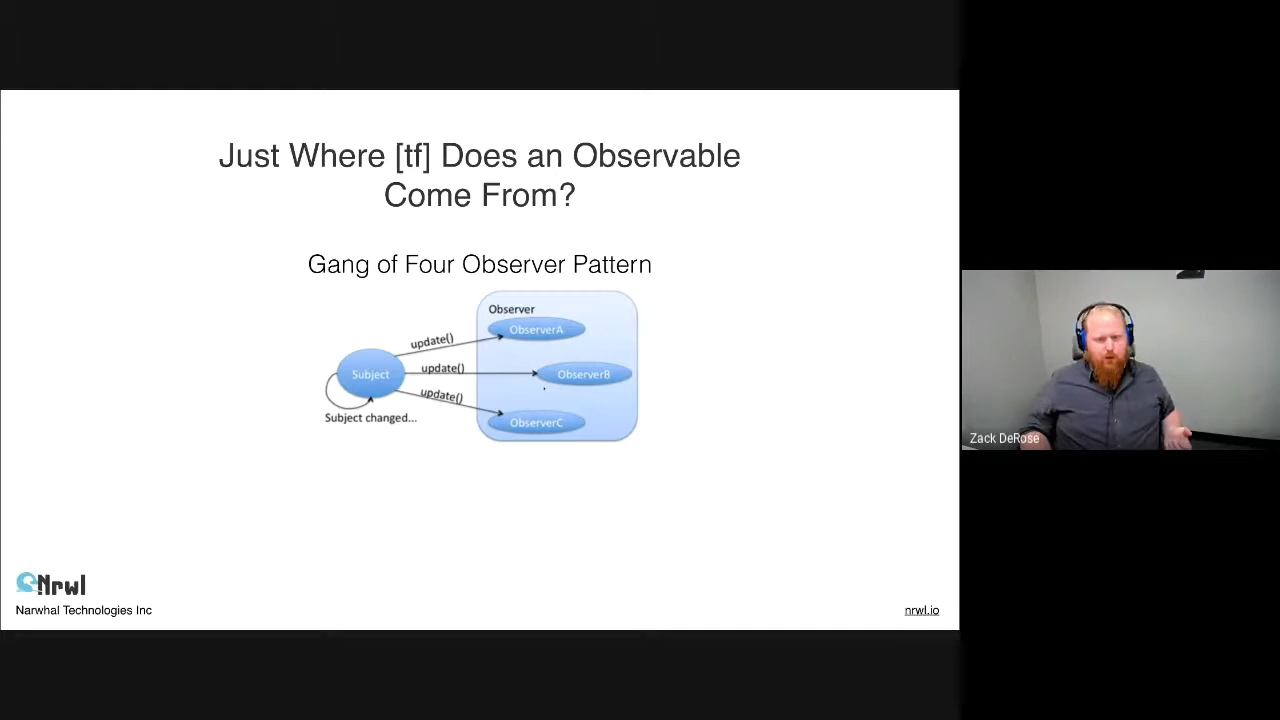 Just Where [tf] Does an Observable
Come From?
Gang of Four Observer Pattern
Observer
ObserverA
update()
Subject
update()
ObserverB
update()
Subject changed...
ObserverC
Nrwl
Narwhal Technologies Inc
nrwl.io
Zack DeRose